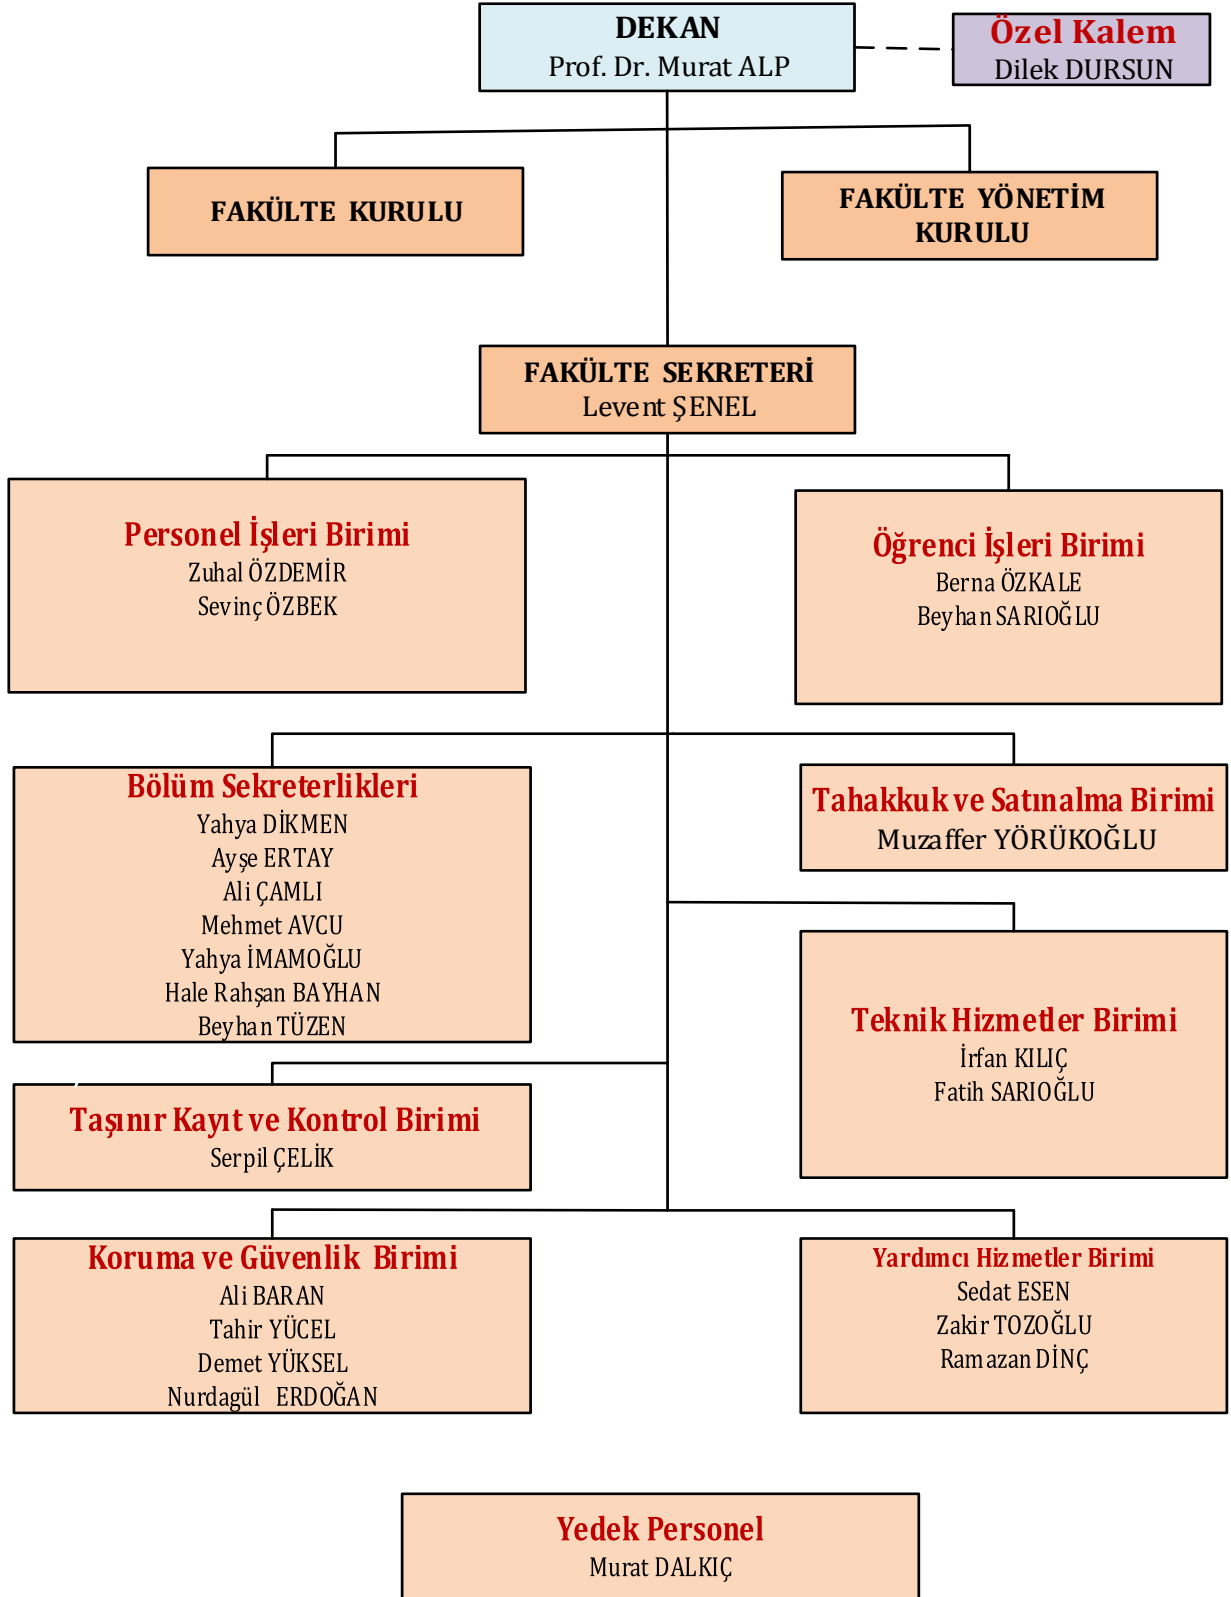 DEKAN
Prof. Dr. Murat ALP
Özel Kalem
Dilek DURSUN
FAKÜLTE KURULU
FAKÜLTE YÖNETİM
KURULU
FAKÜLTE SEKRETERİ
Levent ŞENEL
Personel İşleri Birimi
Zuhal ÖZDEMİR
Sevinç ÖZBEK
Öğrenci İşleri Birimi
Berna ÖZKALE
Beyhan SARIOĞLU
Bölüm Sekreterlikleri
Yahya DİKMEN
Ayşe ERTAY
Ali ÇAMLI
Mehmet AVCU
Yahya İMAMOĞLU
Hale Rahşan BAYHAN
Beyhan TÜZEN
Tahakkuk ve Satınalma Birimi
Muzaffer YÖRÜKOĞLU
Teknik Hizmetler Birimi
İrfan KILIÇ
Fatih SARIOĞLU
Taşınır Kayıt ve Kontrol Birimi
Serpil ÇELİK
Koruma ve Güvenlik Birimi
Ali BARAN
Tahir YÜCEL
Demet YÜKSEL
Nurdagül ERDOĞAN
Yardımcı Hizmetler Birimi
Sedat ESEN
Zakir TOZOĞLU
Ramazan DİNÇ
Yedek Personel
Murat DALKIÇ